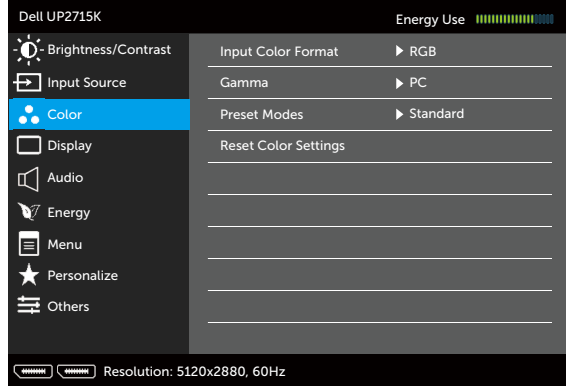 Dell UP2715K
Energy Use
Brightness/Contrast
Input Source
Color
Display
Audio
Energy
Menu
Personalize
Others
Input Color Format RGB
Gamma PC
Preset Modes Standard
Reset Color Settings
Resolution: 5120x2880, 60Hz